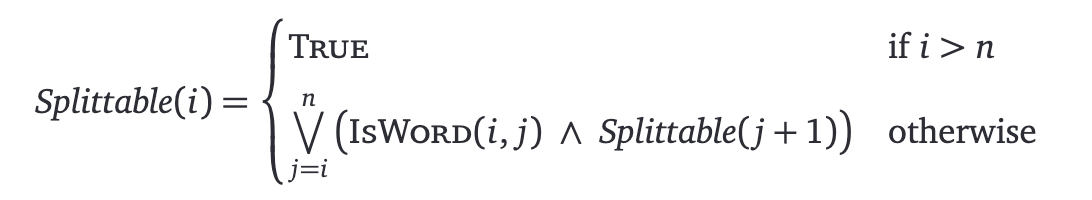 TRUE if i > n
Splittable(i) = {
n
⋁ (ISWORD(i, j) ∧ Splittable(j + 1)) otherwise
j=i